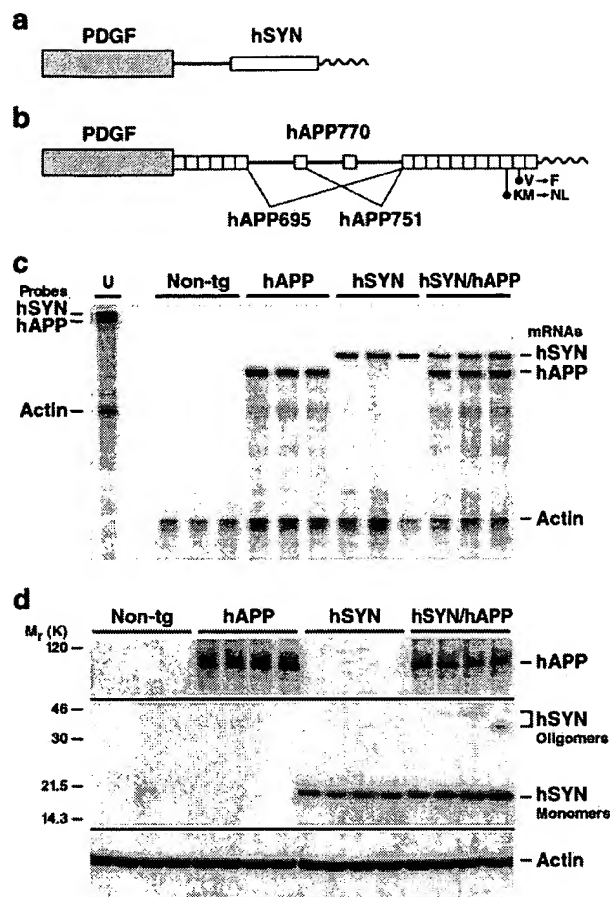 a
PDGF hSYN
b
PDGF hAPP770
V→F
KM→NL
hAPP695 hAPP751
c
Probes U Non-tg hAPP hSYN hSYN/hAPP
hSYN
hAPP
mRNAs
hSYN
hAPP
Actin
Actin
d
Non-tg hAPP hSYN hSYN/hAPP
Mr (K)
120
hAPP
46
30
hSYN
Oligomers
21.5
14.3
hSYN
Monomers
Actin